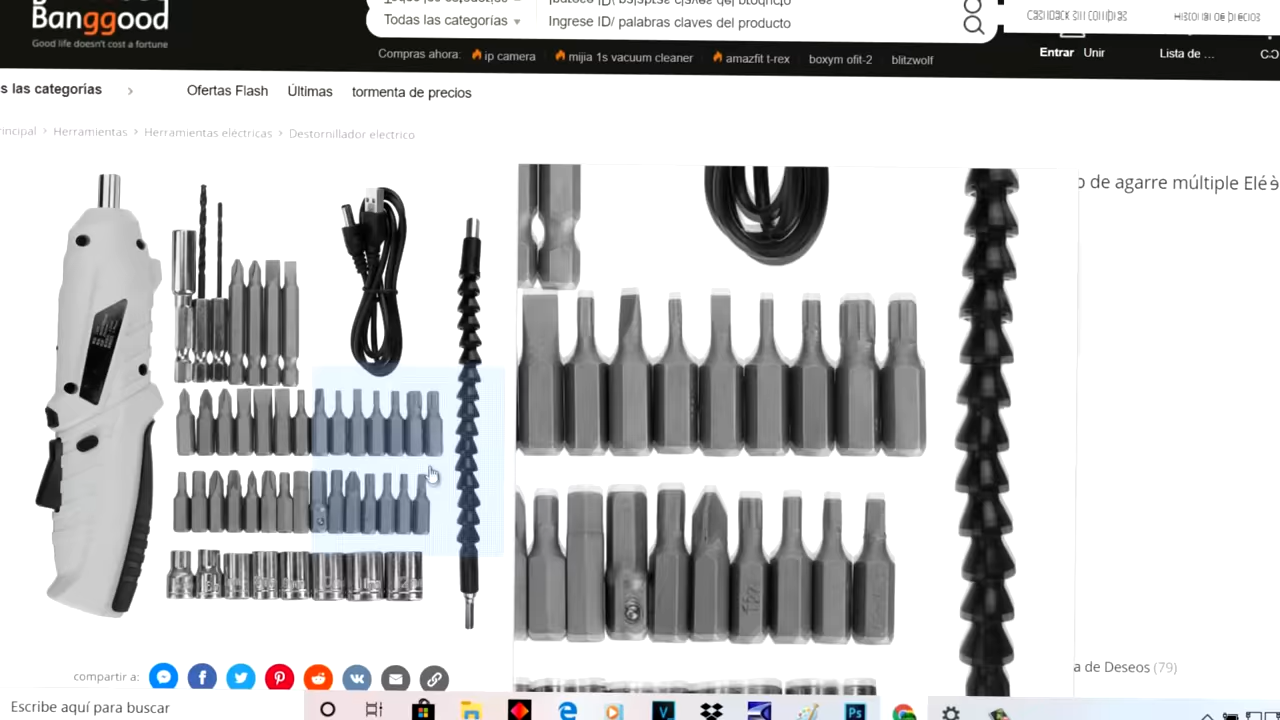 Banggood
Good life doesn't cost a fortune
Todas las categorías
Ingrese ID/ palabras claves del producto
Compras ahora:
ip camera
mijia 1s vacuum cleaner
amazfit t-rex
boxym ofit-2
blitzwolf
Entrar
Unir
Lista de ...
s las categorías
Ofertas Flash
Últimas
tormenta de precios
rincipal > Herramientas > Herramientas eléctricas > Destornillador electrico
o de agarre múltiple Elé
compartir a:
a de Deseos (79)
Escribe aquí para buscar